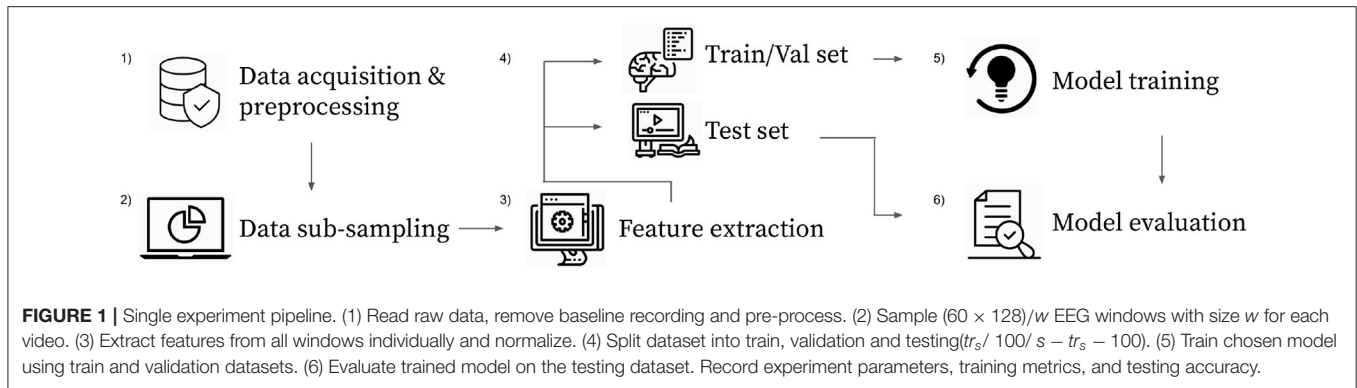 1)
Data acquisition &
preprocessing
2)
Data sub-sampling
3)
Feature extraction
4)
Train/Val set
Test set
5)
Model training
6)
Model evaluation
FIGURE 1 | Single experiment pipeline. (1) Read raw data, remove baseline recording and pre-process. (2) Sample (60 × 128)/w EEG windows with size w for each
video. (3) Extract features from all windows individually and normalize. (4) Split dataset into train, validation and testing(trₛ/ 100/ s − trₛ − 100). (5) Train chosen model
using train and validation datasets. (6) Evaluate trained model on the testing dataset. Record experiment parameters, training metrics, and testing accuracy.